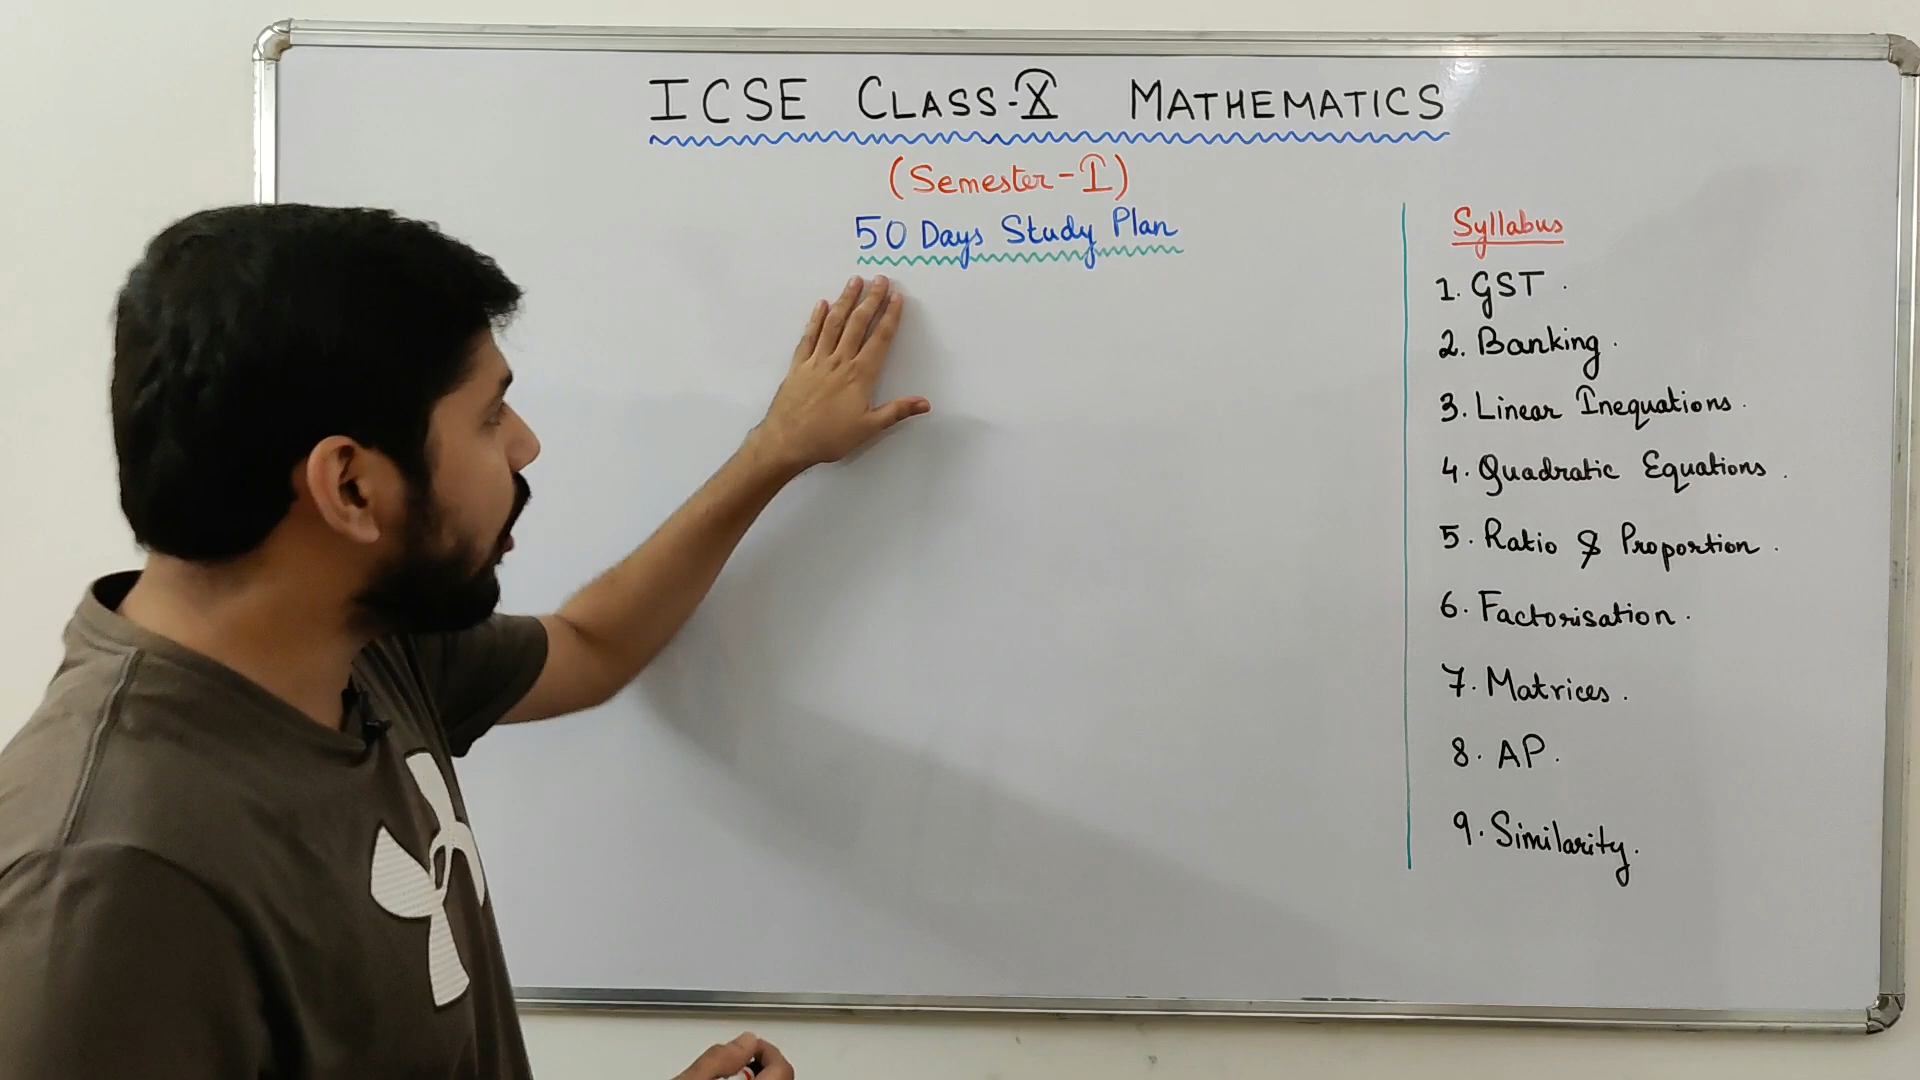 ICSE CLASS-X MATHEMATICS
(Semester-I)
50 Days Study Plan
Syllabus
1. GST.
2. Banking.
3. Linear Inequations.
4. Quadratic Equations.
5. Ratio & Proportion.
6. Factorisation.
7. Matrices.
8. AP.
9. Similarity.